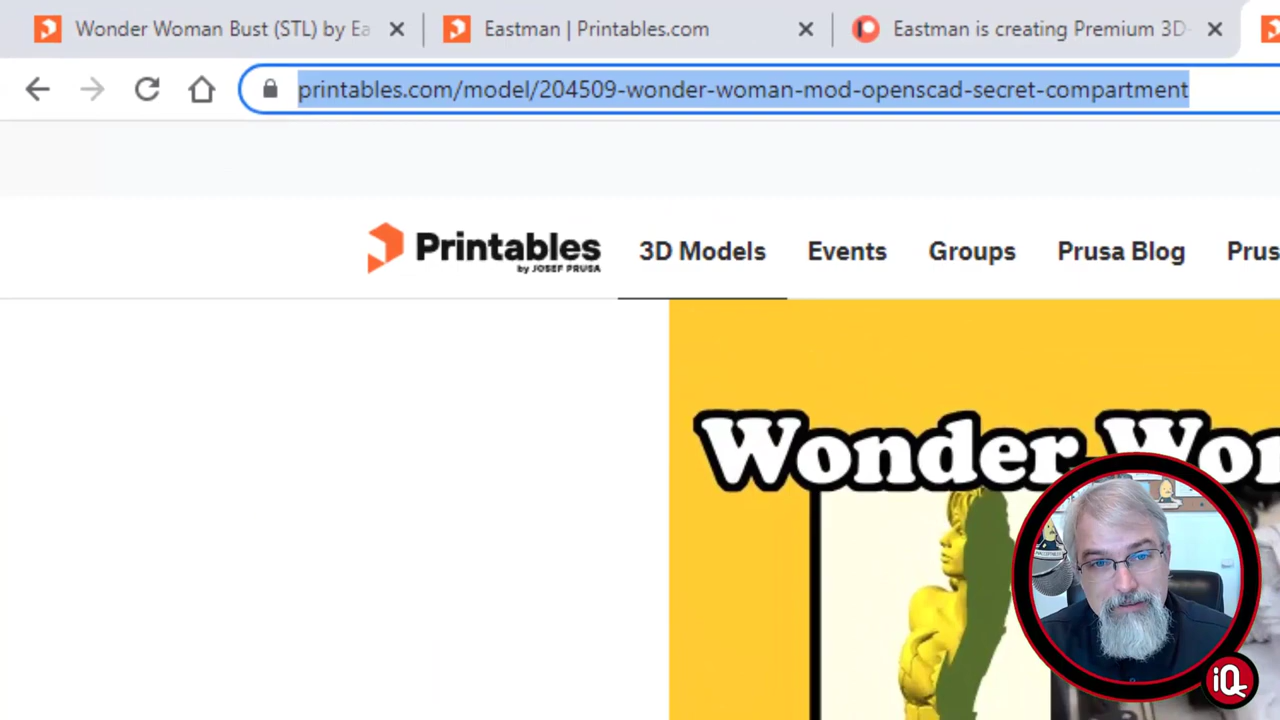 Wonder Woman Bust (STL) by Ea
Eastman | Printables.com
Eastman is creating Premium 3D-
printables.com/model/204509-wonder-woman-mod-openscad-secret-compartment
Printables
by JOSEF PRUSA
3D Models
Events
Groups
Prusa Blog
Prus
Wonder Wo
iQ